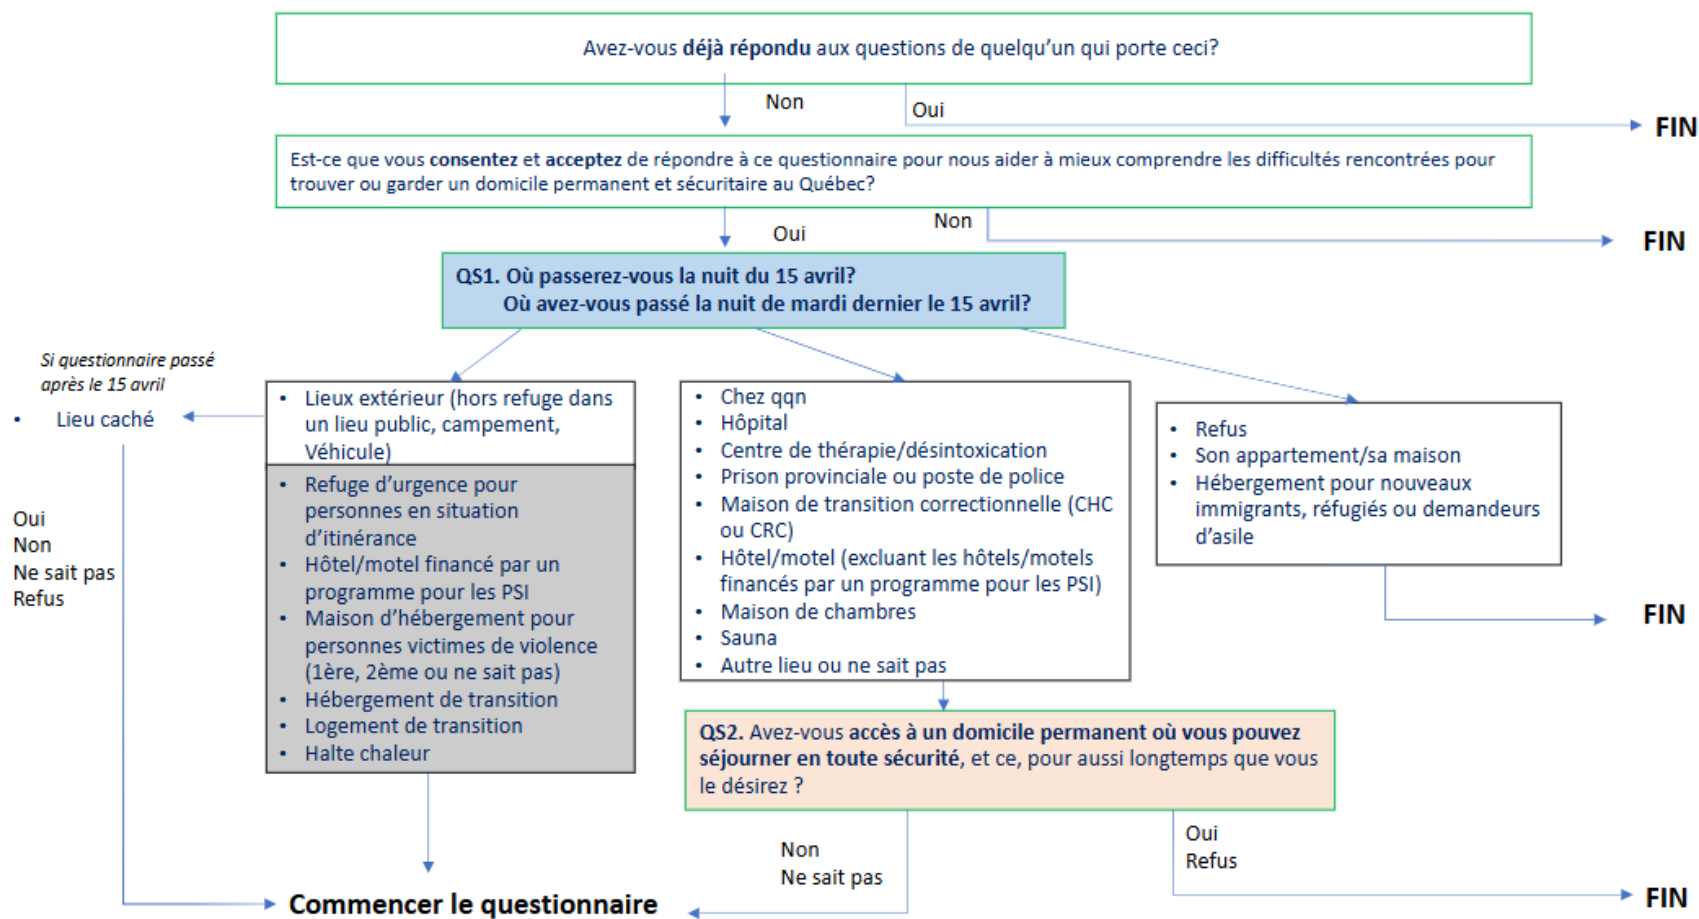 Avez-vous déjà répondu aux questions de quelqu'un qui porte ceci?
Non
Oui
FIN
Est-ce que vous consentez et acceptez de répondre à ce questionnaire pour nous aider à mieux comprendre les difficultés rencontrées pour
trouver ou garder un domicile permanent et sécuritaire au Québec?
Oui
Non
FIN
QS1. Où passerez-vous la nuit du 15 avril?
Où avez-vous passé la nuit de mardi dernier le 15 avril?
Si questionnaire passé
après le 15 avril
• Lieu caché
Oui
Non
Ne sait pas
Refus
• Lieux extérieur (hors refuge dans
un lieu public, campement,
Véhicule)
• Refuge d'urgence pour
personnes en situation
d'itinérance
• Hôtel/motel financé par un
programme pour les PSI
• Maison d'hébergement pour
personnes victimes de violence
(1ère, 2ème ou ne sait pas)
• Hébergement de transition
• Logement de transition
• Halte chaleur
• Chez qqn
• Hôpital
• Centre de thérapie/désintoxication
• Prison provinciale ou poste de police
• Maison de transition correctionnelle (CHC
ou CRC)
• Hôtel/motel (excluant les hôtels/motels
financés par un programme pour les PSI)
• Maison de chambres
• Sauna
• Autre lieu ou ne sait pas
• Refus
• Son appartement/sa maison
• Hébergement pour nouveaux
immigrants, réfugiés ou demandeurs
d'asile
FIN
QS2. Avez-vous accès à un domicile permanent où vous pouvez
séjourner en toute sécurité, et ce, pour aussi longtemps que vous
le désirez ?
Non
Ne sait pas
Oui
Refus
FIN
Commencer le questionnaire